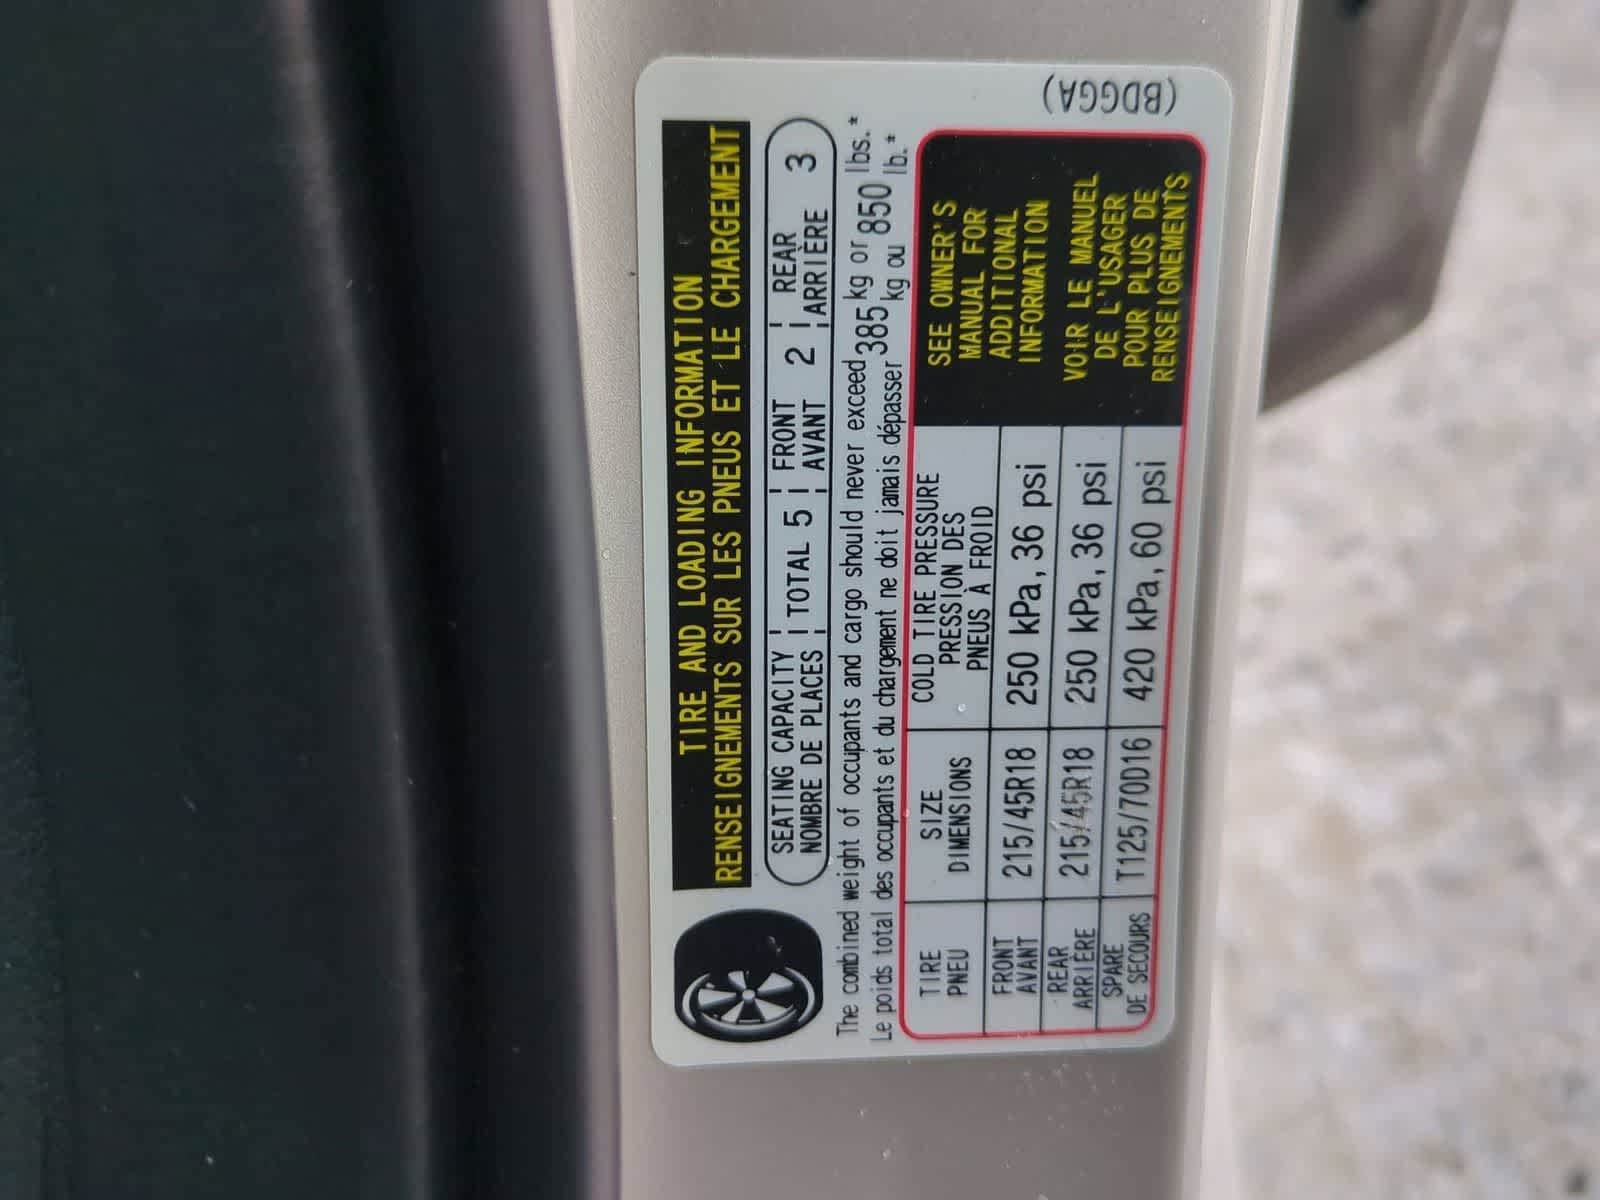 TIRE AND LOADING INFORMATION
RENSEIGNEMENTS SUR LES PNEUS ET LE CHARGEMENT
SEATING CAPACITY TOTAL 5 FRONT 2 REAR 3
NOMBRE DE PLACES AVANT ARRIÈRE
The combined weight of occupants and cargo should never exceed 385 kg or 850 lbs.*
Le poids total des occupants et du chargement ne doit jamais dépasser kg ou lb.*
TIRE SIZE COLD TIRE PRESSURE
PNEU DIMENSIONS PRESSION DES
PNEUS À FROID
FRONT 215/45R18 250 kPa, 36 psi
AVANT
REAR 215/45R18 250 kPa, 36 psi
ARRIÈRE
SPARE T125/70D16 420 kPa, 60 psi
DE SECOURS
SEE OWNER'S
MANUAL FOR
ADDITIONAL
INFORMATION
VOIR LE MANUEL
DE L'USAGER
POUR PLUS DE
RENSEIGNEMENTS
(BDGGA)